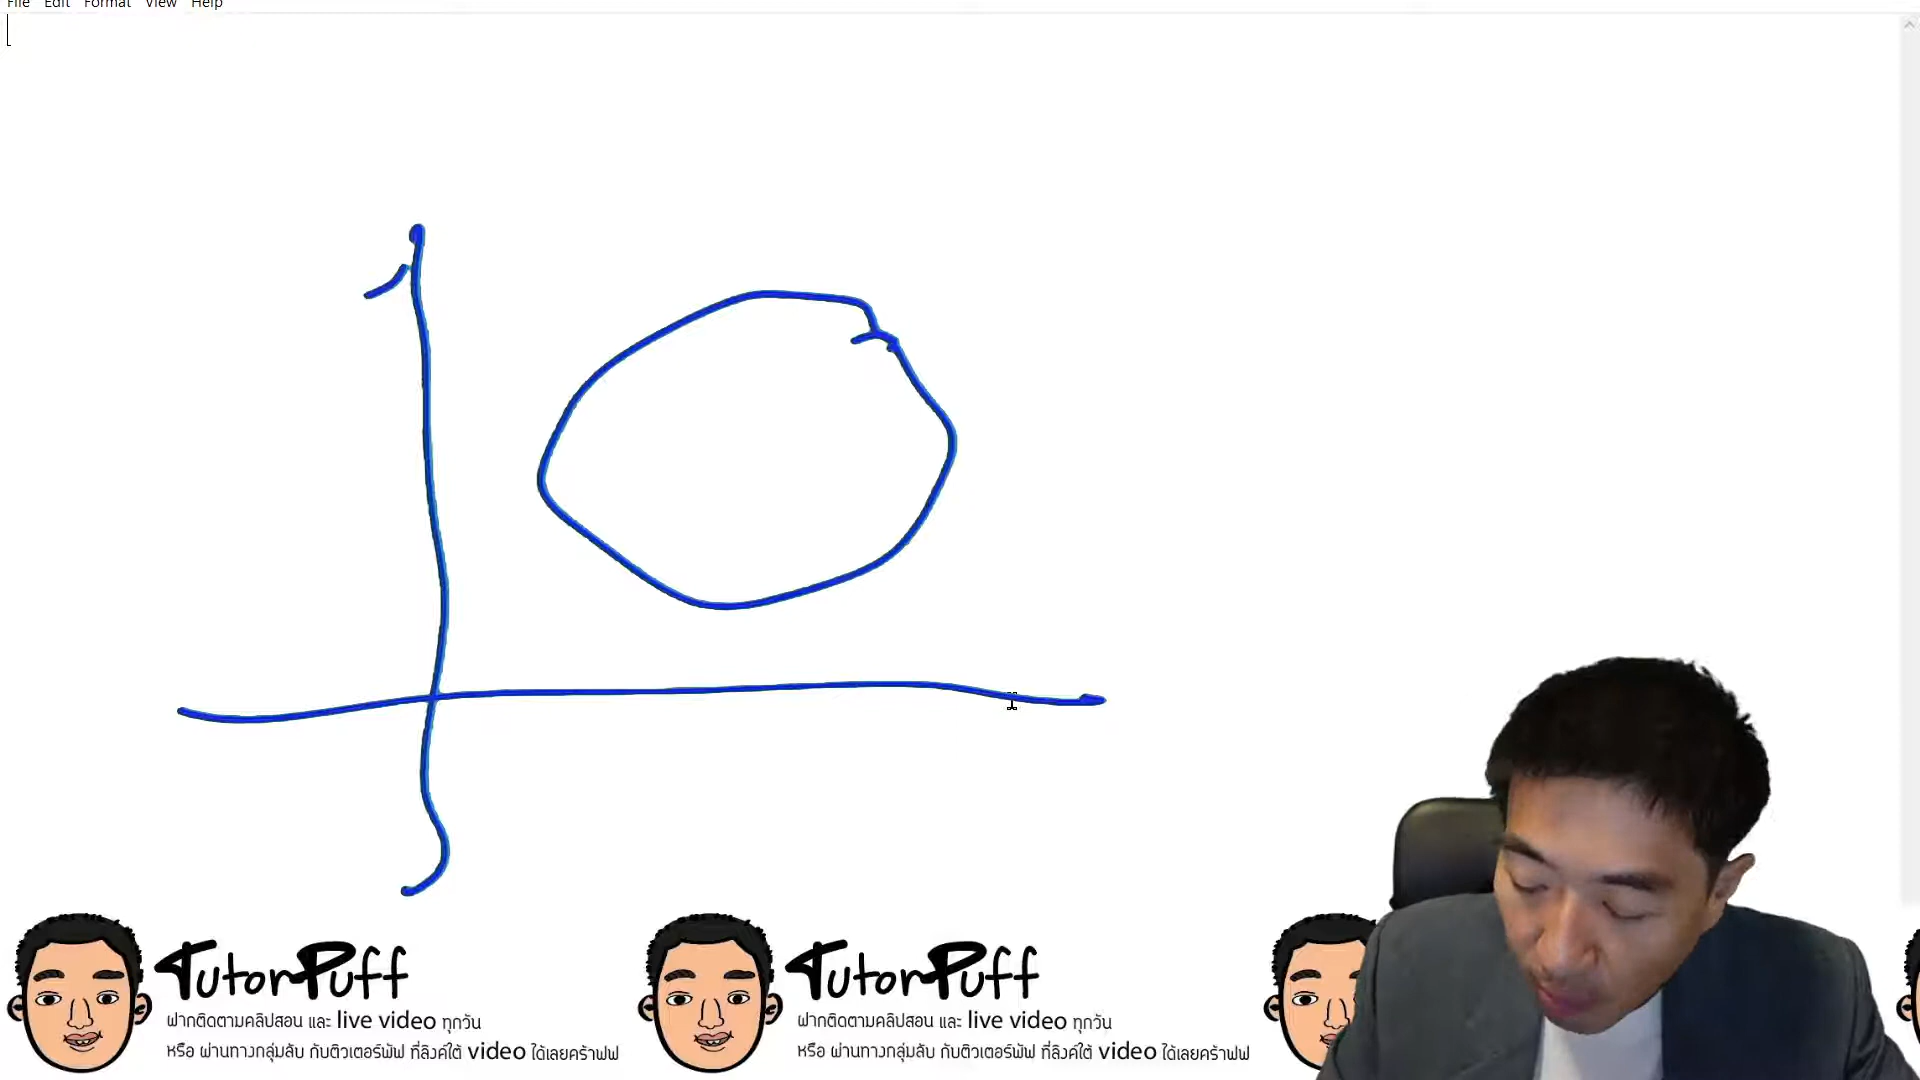 File Edit Format View Help
TutorPuff
ฝากติดตามคลิปสอน และ live video ทุกวัน
หรือ ผ่านทางกลุ่มลับ กับติวเตอร์พัฟ ที่ลิงค์ใต้ video ได้เลยคร้าฟฟ
TutorPuff
ฝากติดตามคลิปสอน และ live video ทุกวัน
หรือ ผ่านทางกลุ่มลับ กับติวเตอร์พัฟ ที่ลิงค์ใต้ video ได้เลยคร้าฟฟ